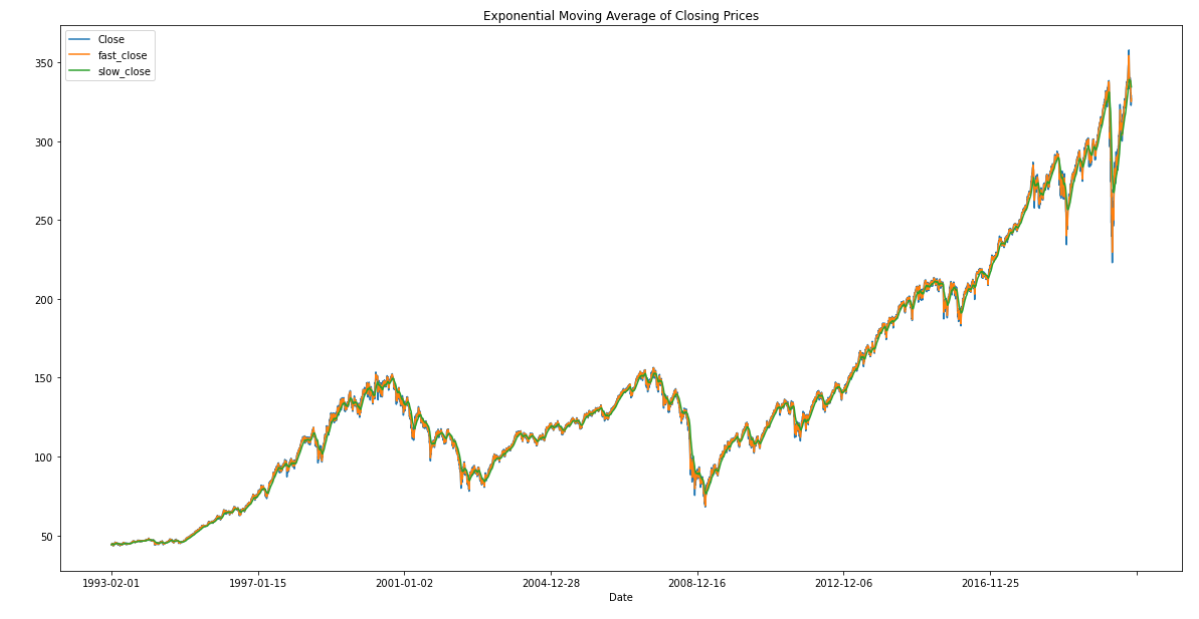 Exponential Moving Average of Closing Prices
Close
fast_close
slow_close
350
300
250
200
150
100
50
1993-02-01
1997-01-15
2001-01-02
2004-12-28
2008-12-16
2012-12-06
2016-11-25
Date